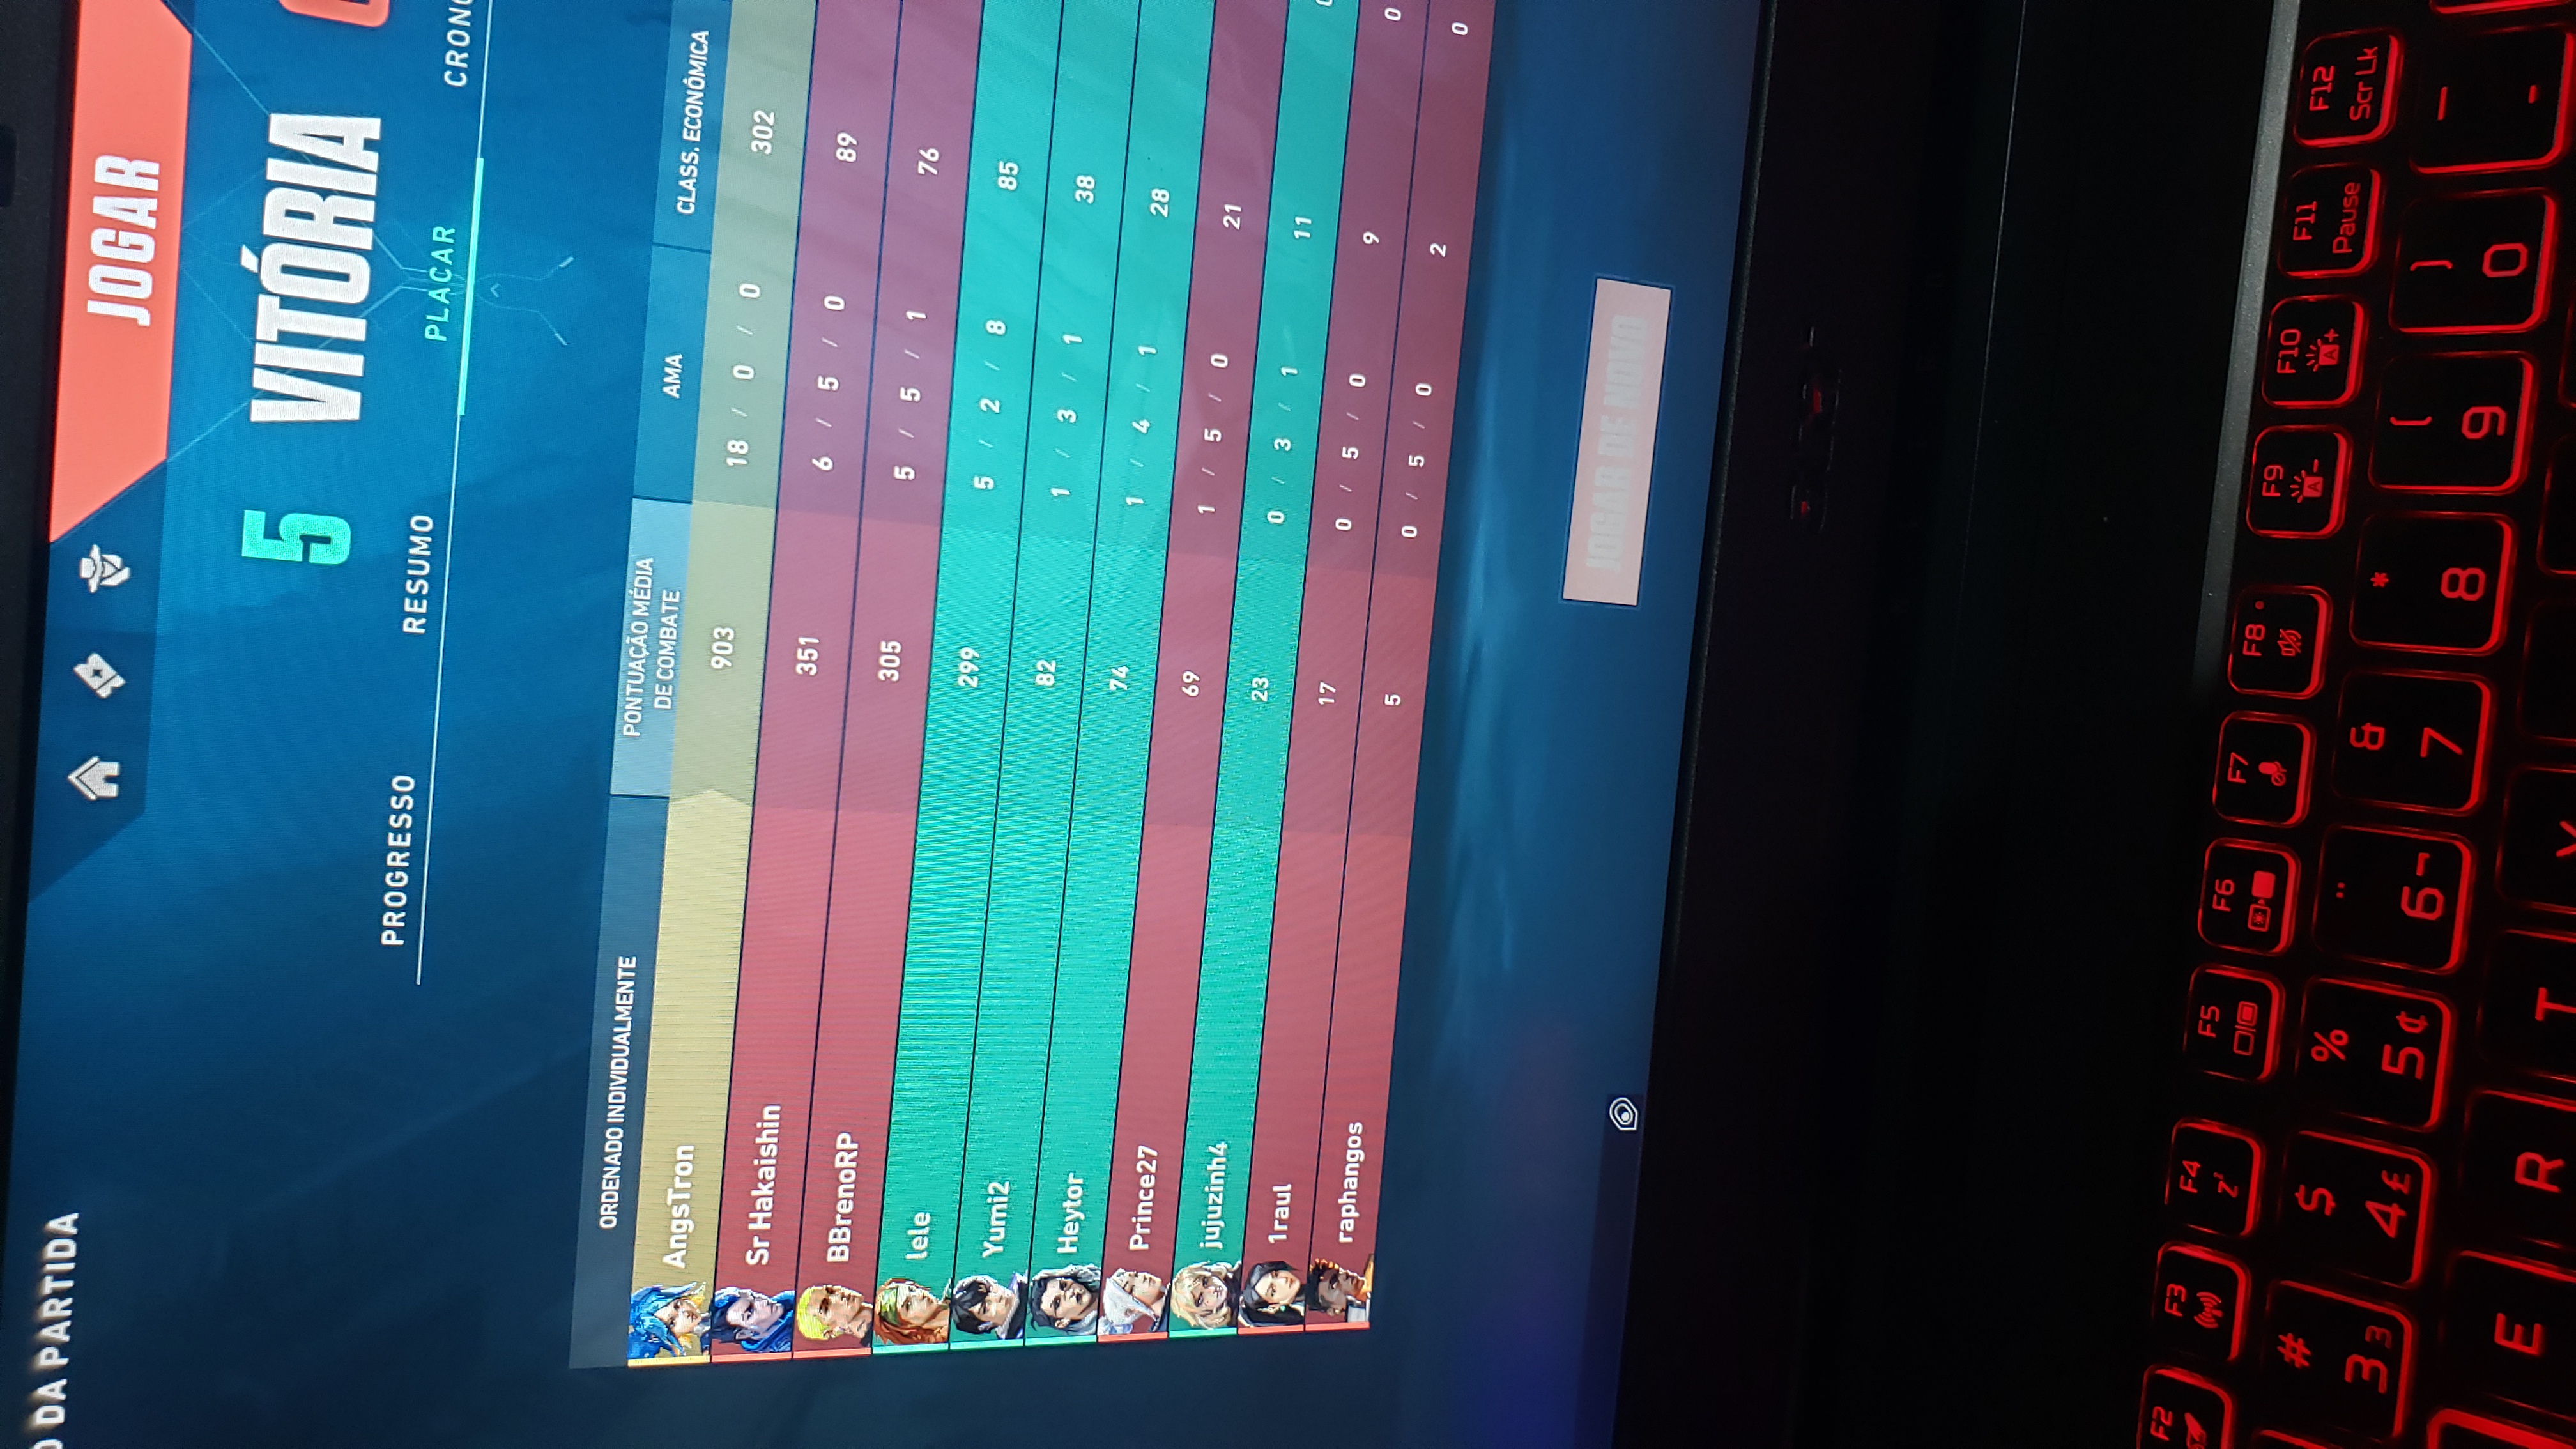 O DA PARTIDA
JOGAR
5 VITÓRIA
PROGRESSO RESUMO PLACAR
ORDENADO INDIVIDUALMENTE PONTUAÇÃO MÉDIA DE COMBATE AMA CLASS. ECONÔMICA
AngsTron 903 18 / 0 / 0 302
Sr Hakaishin 351 6 / 5 / 0 89
BBrenoRP 305 5 / 5 / 1 76
lele 299 5 / 2 / 8 85
Yumi2 82 1 / 3 / 1 38
Heytor 74 1 / 4 / 1 28
Prince27 69 1 / 5 / 0 21
jujuzinh4 23 0 / 3 / 1 11
1raul 17 0 / 5 / 0 9 0
raphangos 5 0 / 5 / 0 2 0
JOGAR DE NOVO
F2 F3 F4 F5 F6 F7 F8 F9 F10 F11 F12
Z Pause Scr Lk
# $ % ¨ & * ( ) _
3 3 4 £ 5 ¢ 6 ¬ 7 8 9 0 -
E R T Y